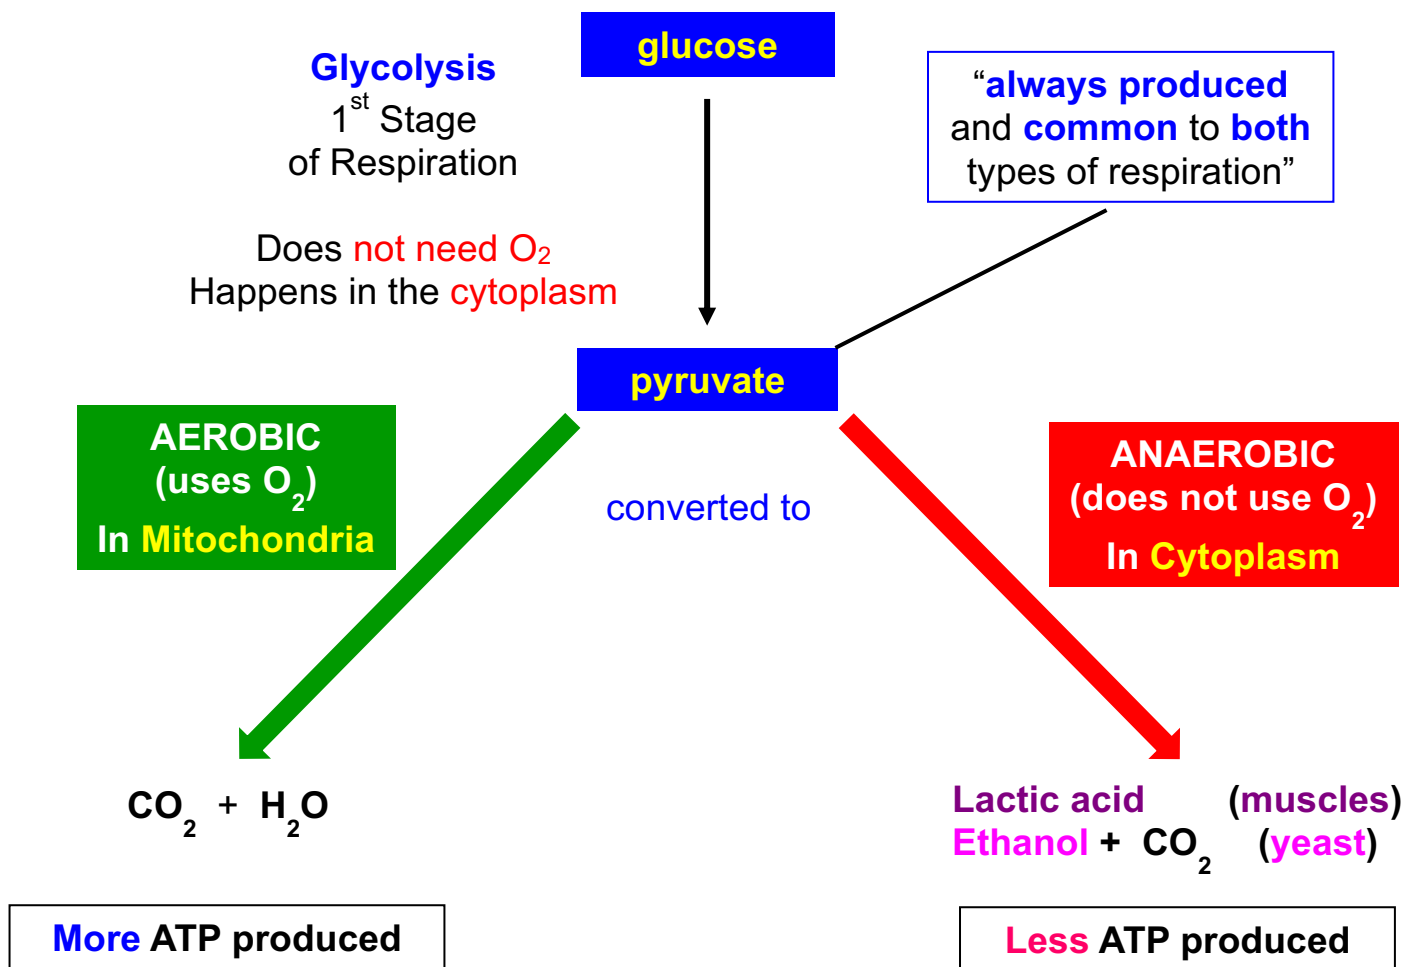 glucose
Glycolysis
1st Stage
of Respiration
“always produced
and common to both
types of respiration”
Does not need O₂
Happens in the cytoplasm
pyruvate
AEROBIC
(uses O₂)
In Mitochondria
converted to
ANAEROBIC
(does not use O₂)
In Cytoplasm
CO₂ + H₂O
Lactic acid (muscles)
Ethanol + CO₂ (yeast)
More ATP produced
Less ATP produced